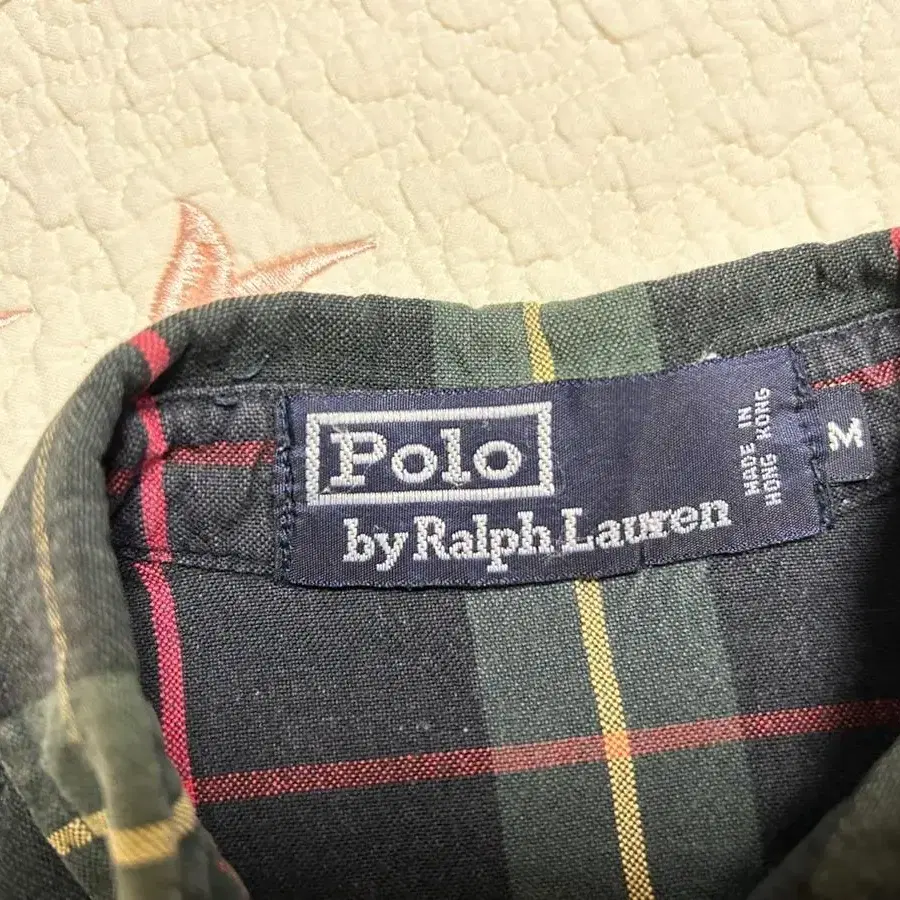 Polo
by Ralph Lauren
MADE IN
HONG KONG
M